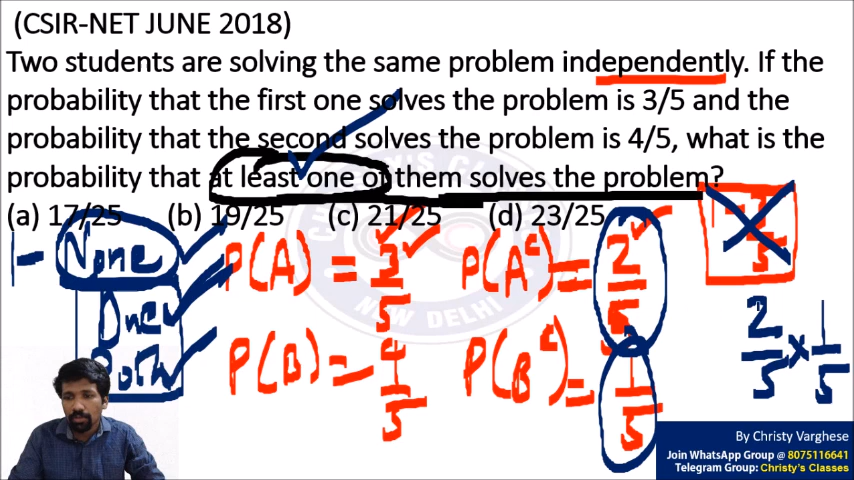 (CSIR-NET JUNE 2018)
Two students are solving the same problem independently. If the
probability that the first one solves the problem is 3/5 and the
probability that the second solves the problem is 4/5, what is the
probability that at least one of them solves the problem?
(a) 17/25 (b) 19/25 (c) 21/25 (d) 23/25
1 - None
One
Both
P(A) = 3/5 P(A^c) = 2/5
P(B) = 4/5 P(B^c) = 1/5
2/5 x 1/5
NEW DELHI
By Christy Varghese
Join WhatsApp Group @ 8075116641
Telegram Group: Christy's Classes